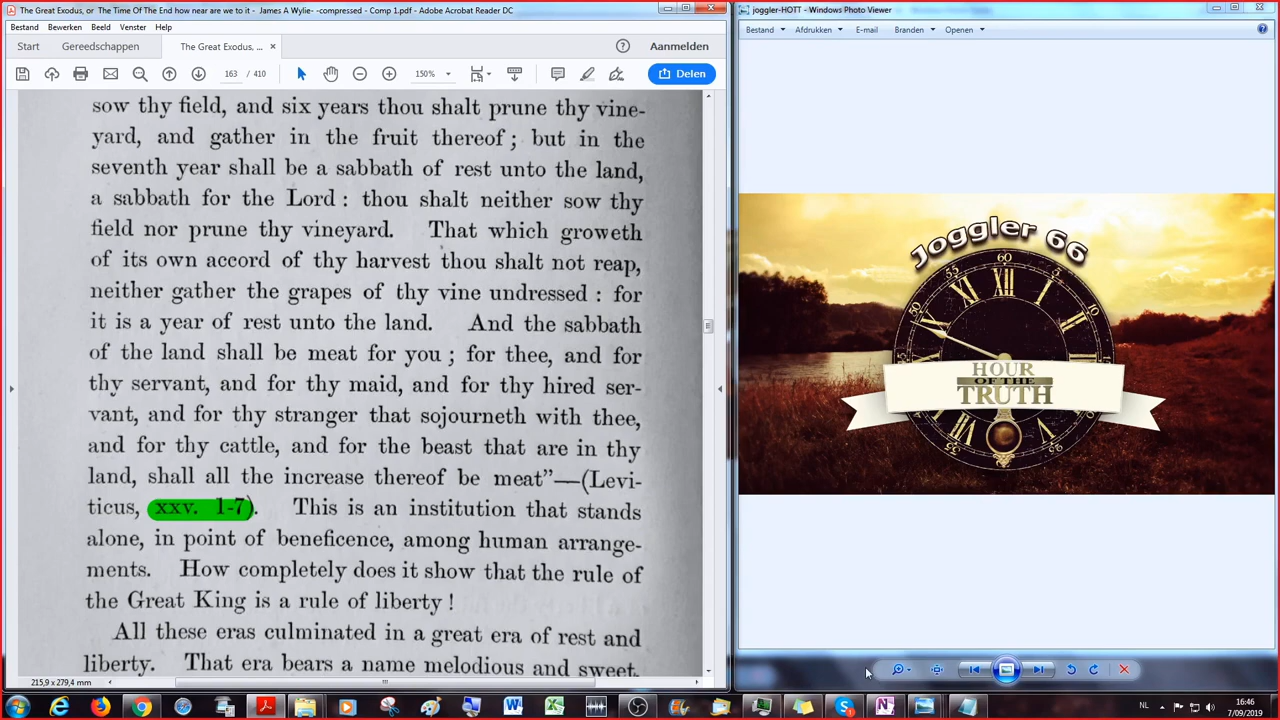 The Great Exodus, or The Time Of The End how near are we to it - James A Wylie- -compressed - Comp 1.pdf - Adobe Acrobat Reader DC
Bestand Bewerken Beeld Venster Help
Start Gereedschappen The Great Exodus, ... × Aanmelden
163 / 410 150% Delen
sow thy field, and six years thou shalt prune thy vine-
yard, and gather in the fruit thereof; but in the
seventh year shall be a sabbath of rest unto the land,
a sabbath for the Lord: thou shalt neither sow thy
field nor prune thy vineyard. That which groweth
of its own accord of thy harvest thou shalt not reap,
neither gather the grapes of thy vine undressed: for
it is a year of rest unto the land. And the sabbath
of the land shall be meat for you; for thee, and for
thy servant, and for thy maid, and for thy hired ser-
vant, and for thy stranger that sojourneth with thee,
and for thy cattle, and for the beast that are in thy
land, shall all the increase thereof be meat”—(Levi-
ticus, xxv. 1-7). This is an institution that stands
alone, in point of beneficence, among human arrange-
ments. How completely does it show that the rule of
the Great King is a rule of liberty!
All these eras culminated in a great era of rest and
liberty. That era bears a name melodious and sweet,
215,9 x 279,4 mm
joggler-HOTT - Windows Photo Viewer
Bestand Afdrukken E-mail Branden Openen
Joggler 66
60
55 5
XI XII I
10
HOUR
OF THE
TRUTH
NL 16:46
7/09/2019